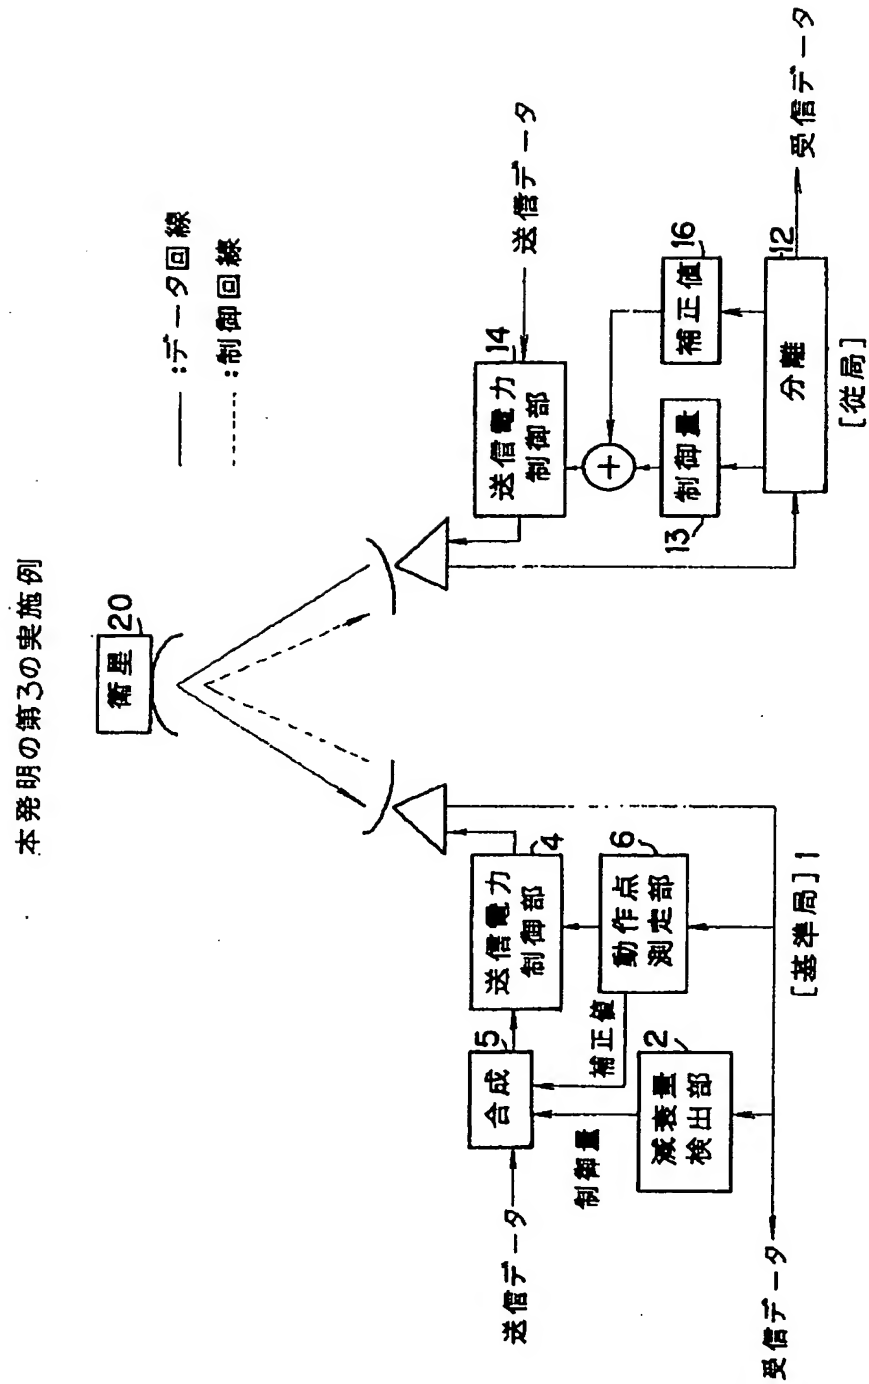 本発明の第3の実施例
衛星
20
――:データ回線
-----:制御回線
送信電力
制御部
4
合成
5
送信データ
動作点
測定部
6
補正値
制御量
減衰量
検出部
2
受信データ
[基準局]1
送信電力
制御部
14
送信データ
+
制御量
13
補正値
16
分離
12
受信データ
[従局]